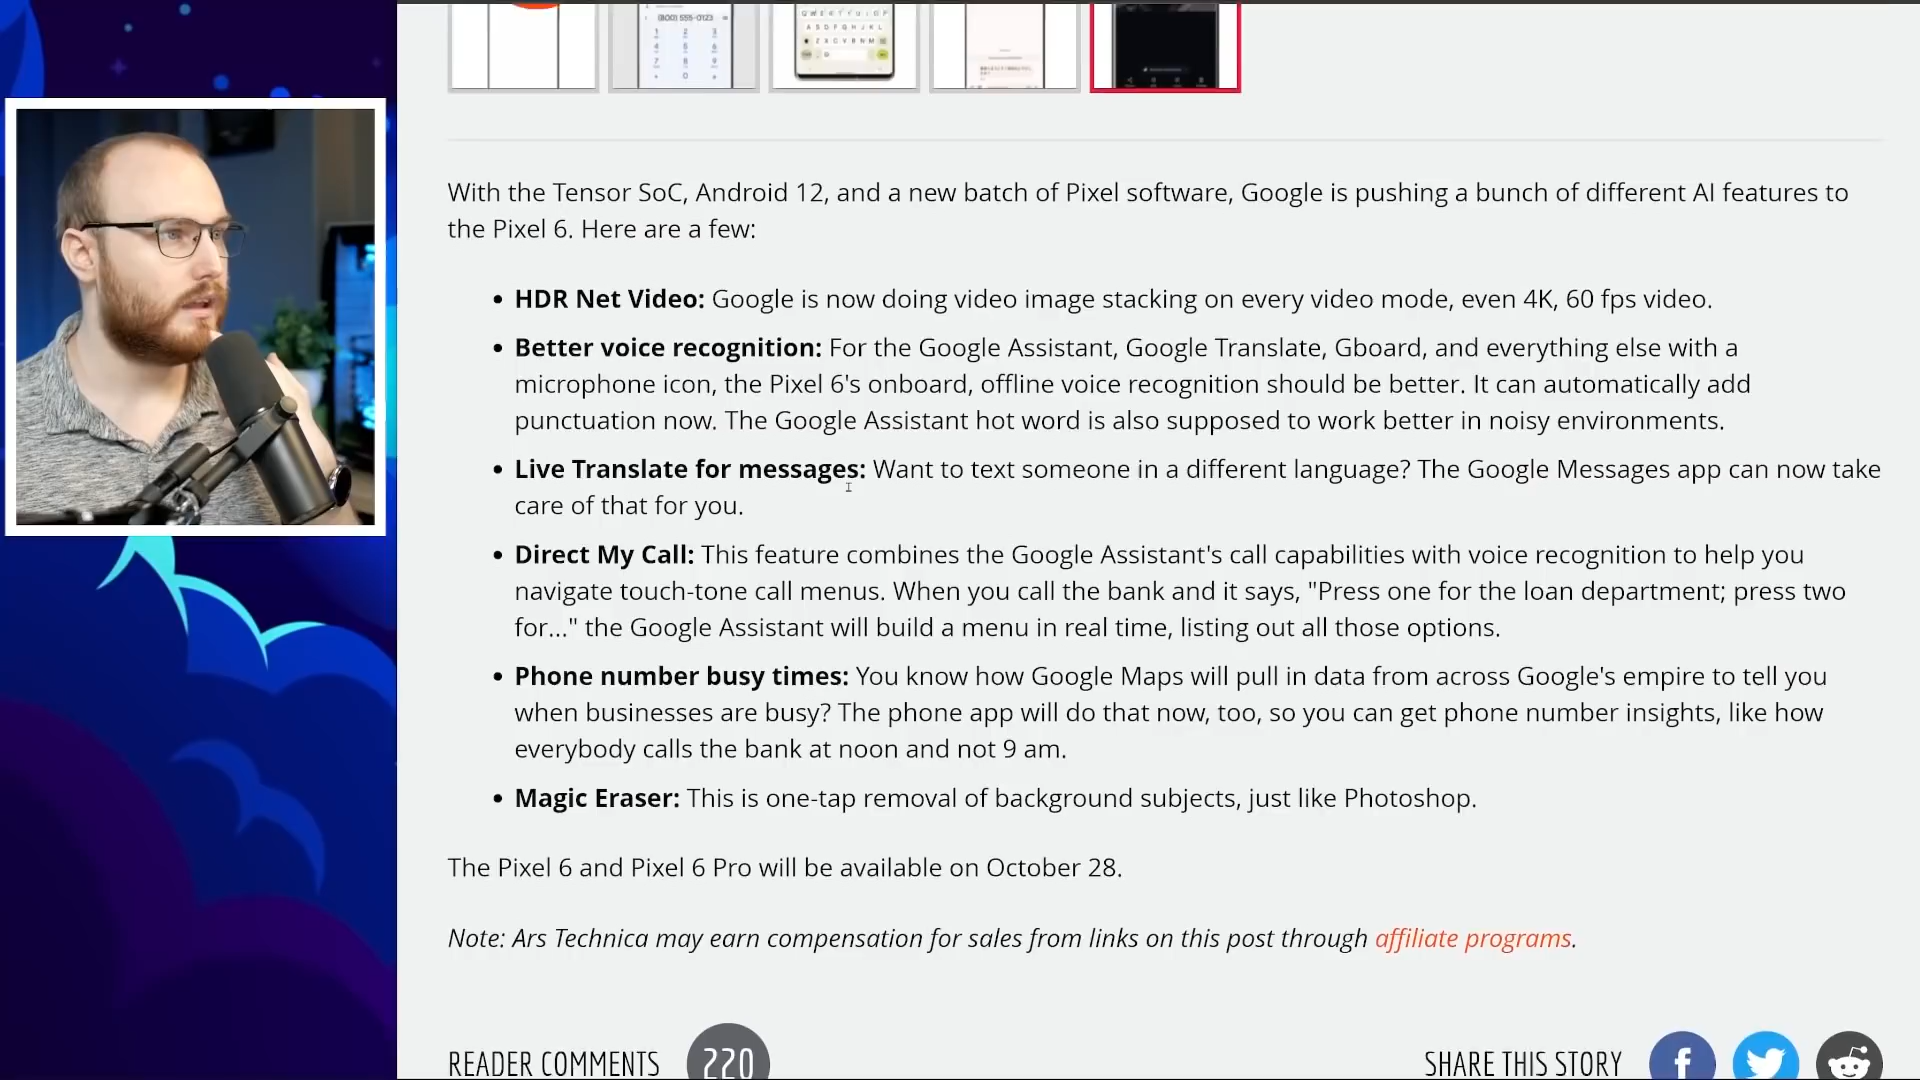 (800) 555-0123
1 2 3
4 5 6
7 8 9
* 0 #
A S D F G H J K L
Z X C V B N M
With the Tensor SoC, Android 12, and a new batch of Pixel software, Google is pushing a bunch of different AI features to
the Pixel 6. Here are a few:
• HDR Net Video: Google is now doing video image stacking on every video mode, even 4K, 60 fps video.
• Better voice recognition: For the Google Assistant, Google Translate, Gboard, and everything else with a
microphone icon, the Pixel 6's onboard, offline voice recognition should be better. It can automatically add
punctuation now. The Google Assistant hot word is also supposed to work better in noisy environments.
• Live Translate for messages: Want to text someone in a different language? The Google Messages app can now take
care of that for you.
• Direct My Call: This feature combines the Google Assistant's call capabilities with voice recognition to help you
navigate touch-tone call menus. When you call the bank and it says, "Press one for the loan department; press two
for..." the Google Assistant will build a menu in real time, listing out all those options.
• Phone number busy times: You know how Google Maps will pull in data from across Google's empire to tell you
when businesses are busy? The phone app will do that now, too, so you can get phone number insights, like how
everybody calls the bank at noon and not 9 am.
• Magic Eraser: This is one-tap removal of background subjects, just like Photoshop.
The Pixel 6 and Pixel 6 Pro will be available on October 28.
Note: Ars Technica may earn compensation for sales from links on this post through affiliate programs.
READER COMMENTS 220
SHARE THIS STORY